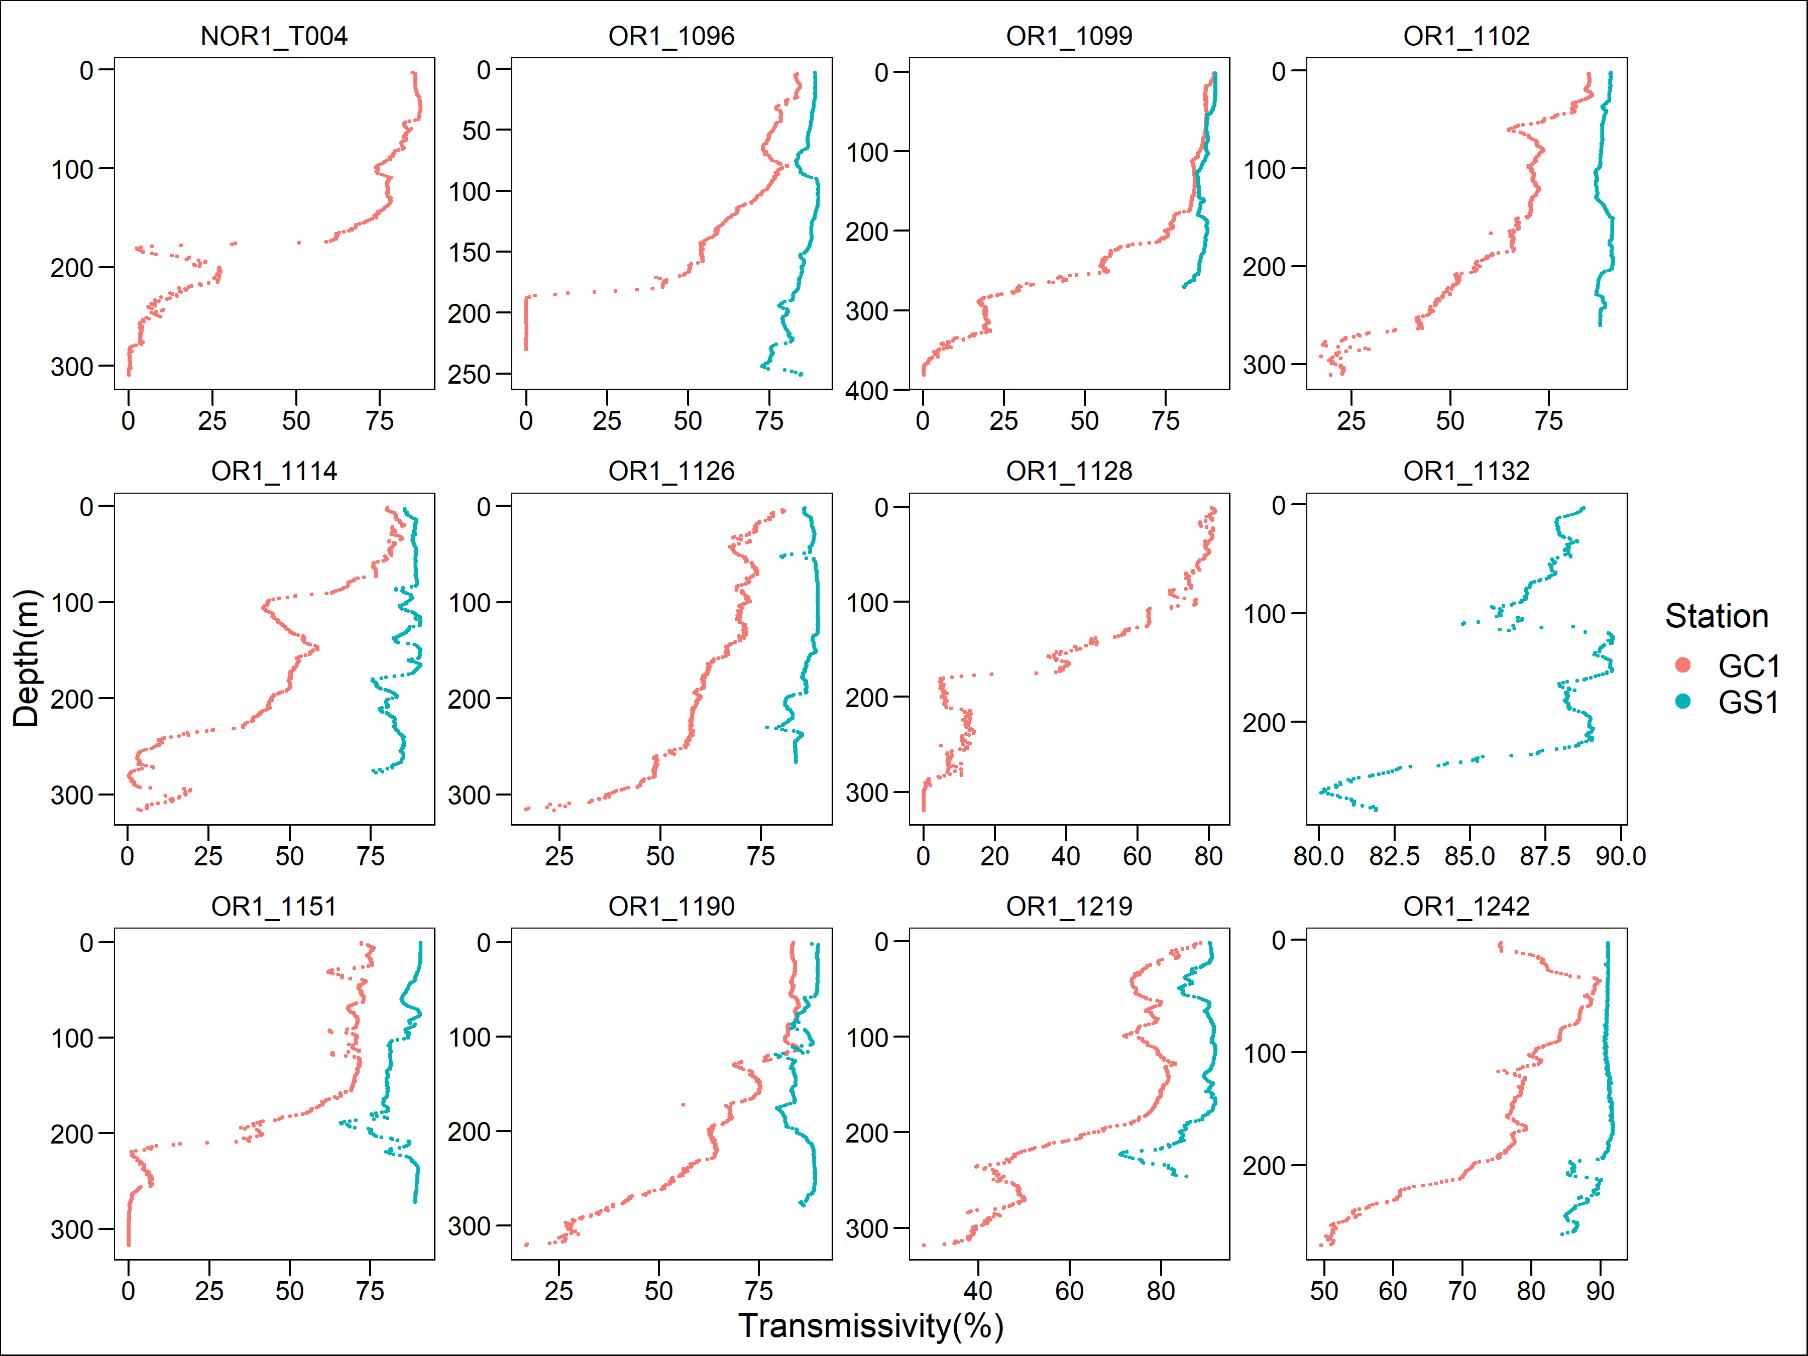 NOR1_T004 OR1_1096 OR1_1099 OR1_1102
0 100 200 300
0 50 100 150 200 250
0 100 200 300 400
0 100 200 300
0 25 50 75
0 25 50 75
0 25 50 75
25 50 75
OR1_1114 OR1_1126 OR1_1128 OR1_1132
0 100 200 300
0 100 200 300
0 100 200 300
0 100 200
0 25 50 75
25 50 75
0 20 40 60 80
80.0 82.5 85.0 87.5 90.0
OR1_1151 OR1_1190 OR1_1219 OR1_1242
0 100 200 300
0 100 200 300
0 100 200 300
0 100 200
0 25 50 75
25 50 75
40 60 80
50 60 70 80 90
Depth(m)
Transmissivity(%)
Station
GC1
GS1